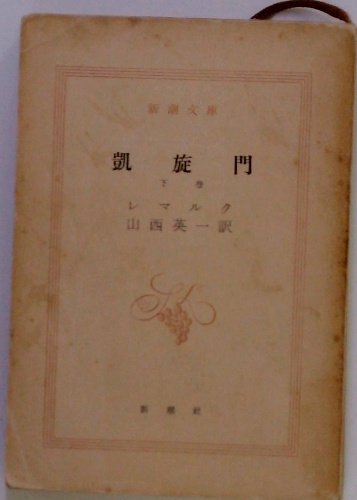 新潮文庫
凱旋門
下巻
レマルク
山西英一訳
新潮社